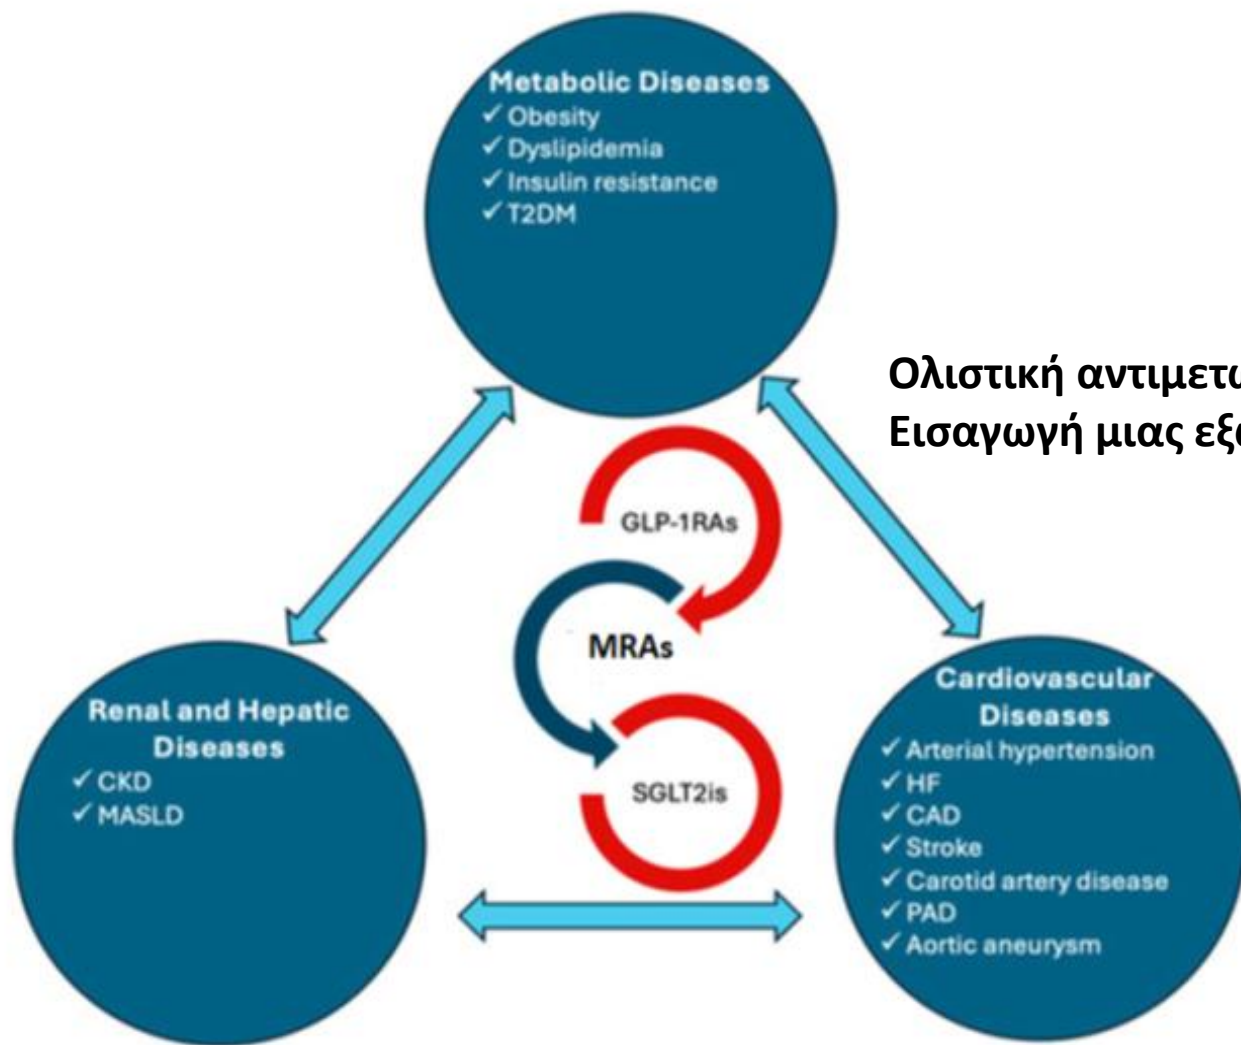 Metabolic Diseases
✓ Obesity
✓ Dyslipidemia
✓ Insulin resistance
✓ T2DM
Ολιστική
Εισαγωγή μιας
GLP-1RAs
MRAs
SGLT2is
Renal and Hepatic
Diseases
✓ CKD
✓ MASLD
Cardiovascular
Diseases
✓ Arterial hypertension
✓ HF
✓ CAD
✓ Stroke
✓ Carotid artery disease
✓ PAD
✓ Aortic aneurysm